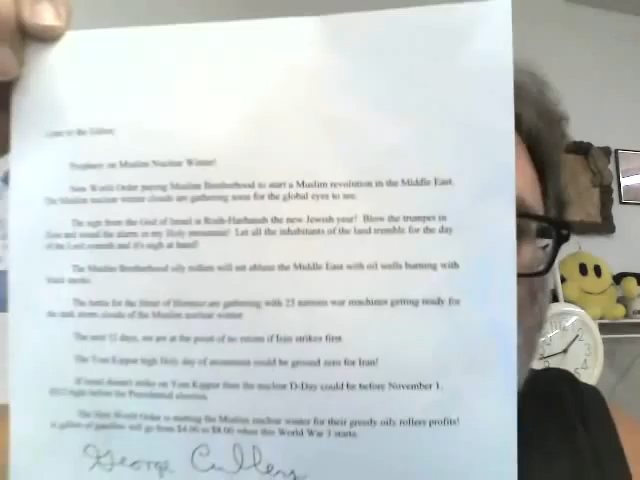 Letter to the Editor,
Prophecy on Muslim Nuclear Winter!
New World Order paying Muslim Brotherhood to start a Muslim revolution in the Middle East.
The Muslim nuclear winter clouds are gathering soon for the global eyes to see.
The sign from the God of Israel is Rosh-Hashanah the new Jewish year! Blow the trumpet in
Zion and sound the alarm in my Holy mountain! Let all the inhabitants of the land tremble for the day
of the Lord cometh and it's nigh at hand!
The Muslim Brotherhood oily rollers will set ablaze the Middle East with oil wells burning with
black smoke.
The battle for the Strait of Hormuz are gathering with 25 nations war machines getting ready for
the dark storm clouds of the Muslim nuclear winter.
The next 12 days, we are at the point of no return if Iran strikes first.
The Yom Kippur high Holy day of atonement could be ground zero for Iran!
If Israel doesn't strike on Yom Kippur then the nuclear D-Day could be before November 1,
2012 right before the Presidential election.
The New World Order is starting the Muslim nuclear winter for their greedy oily rollers profits!
A gallon of gasoline will go from $4.00 to $8.00 when this World War 3 starts.
George Cullery